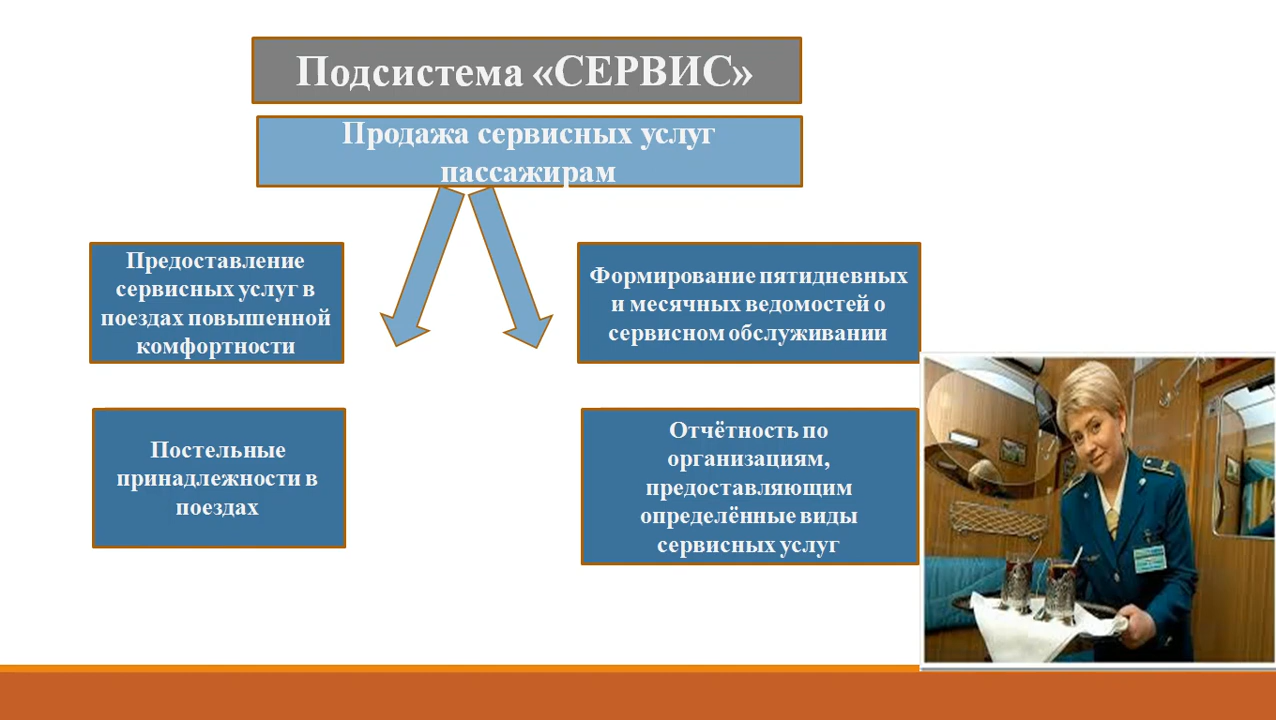 Подсистема «СЕРВИС»
Продажа сервисных услуг
пассажирам
Предоставление
сервисных услуг в
поездах повышенной
комфортности
Формирование пятидневных
и месячных ведомостей о
сервисном обслуживании
Постельные
принадлежности в
поездах
Отчётность по
организациям,
предоставляющим
определённые виды
сервисных услуг